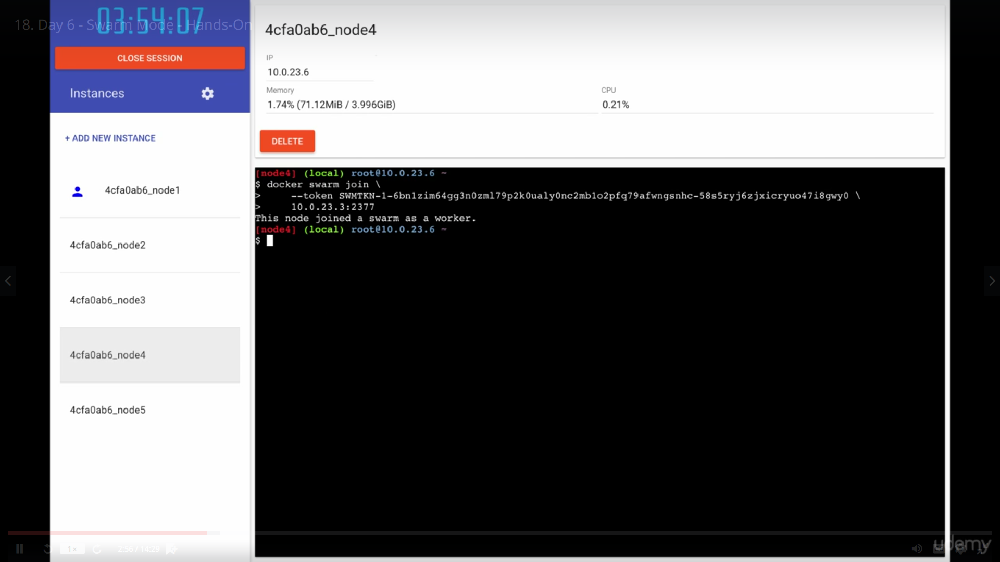 03:54:07
18. Day 6 - Swarm Mode - Hands-On
CLOSE SESSION
Instances
+ ADD NEW INSTANCE
4cfa0ab6_node1
4cfa0ab6_node2
4cfa0ab6_node3
4cfa0ab6_node4
4cfa0ab6_node5
4cfa0ab6_node4
IP
10.0.23.6
Memory
1.74% (71.12MiB / 3.996GiB)
CPU
0.21%
DELETE
[node4] (local) root@10.0.23.6 ~
$ docker swarm join \
> --token SWMTKN-1-6bn1zim64gg3n0zml79p2k0ualy0nc2mb1o2pfq79afwngsnhc-58s5ryj6zjxicryuo47i8gwy0 \
> 10.0.23.3:2377
This node joined a swarm as a worker.
[node4] (local) root@10.0.23.6 ~
$
1x
2:56 / 14:29
udemy